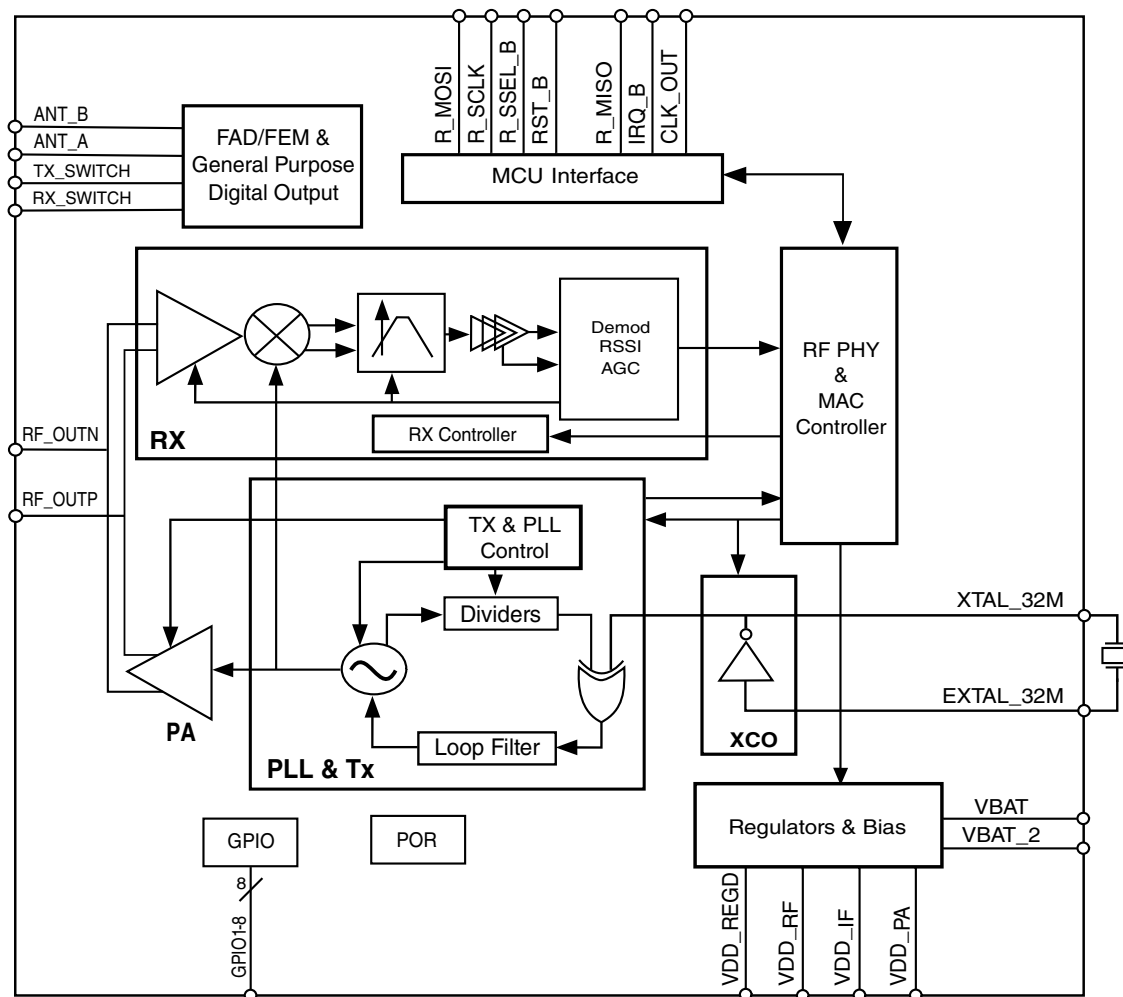 R_MOSI
R_SCLK
R_SSEL_B
RST_B
R_MISO
IRQ_B
CLK_OUT
ANT_B
ANT_A
TX_SWITCH
RX_SWITCH
FAD/FEM &
General Purpose
Digital Output
MCU Interface
Demod
RSSI
AGC
RF PHY
&
MAC
Controller
RX
RX Controller
RF_OUTN
RF_OUTP
TX & PLL
Control
Dividers
XTAL_32M
EXTAL_32M
PA
Loop Filter
XCO
PLL & Tx
Regulators & Bias
VBAT
VBAT_2
GPIO
POR
8
GPIO1-8
VDD_REGD
VDD_RF
VDD_IF
VDD_PA